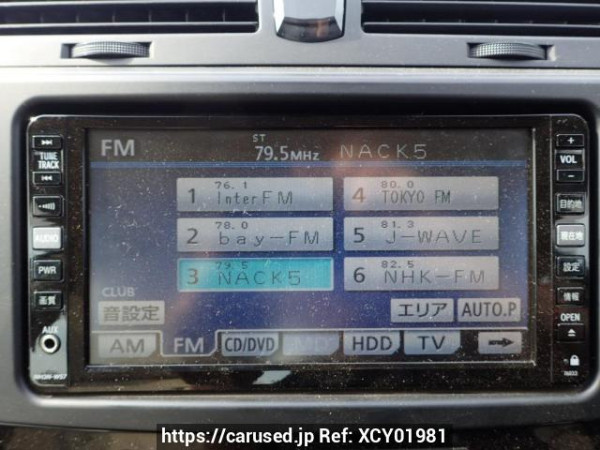 FM ST 79.5MHz NACK5
TUNE TRACK
VOL
1 76.1 InterFM
4 80.0 TOKYO FM
目的地
2 78.0 bay-FM
5 81.3 J-WAVE
AUDIO
現在地
3 79.5 NACK5
6 82.5 NHK-FM
PWR
設定
CLUB
画質
音設定 エリア AUTO.P
情報
AUX
OPEN
AM FM CD/DVD HDD TV
https://carused.jp Ref: XCY01981